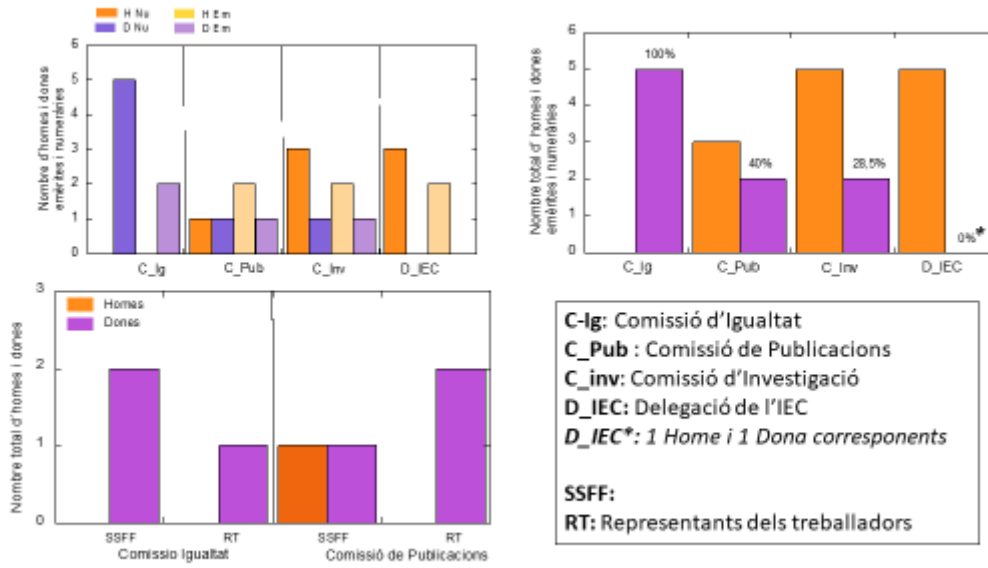 H Nu
H Em
D Nu
D Em
Nombre d'homes i dones
emèrites i numeràries
6
5
4
3
2
1
0
C_Ig
C_Pub
C_Inv
D_IEC
Nombre total d' homes i dones
emèrites i numeràries
6
5
4
3
2
1
0
100%
40%
28,5%
0%*
C_Ig
C_Pub
C_Inv
D_IEC
Nombre total d' homes i dones
3
2
1
0
Homes
Dones
SSFF
RT
SSFF
RT
Comissio Igualtat
Comissió de Publicacions
C-Ig: Comissió d'Igualtat
C_Pub : Comissió de Publicacions
C_inv: Comissió d'Investigació
D_IEC: Delegació de l'IEC
D_IEC*: 1 Home i 1 Dona corresponents
SSFF:
RT: Representants dels treballadors